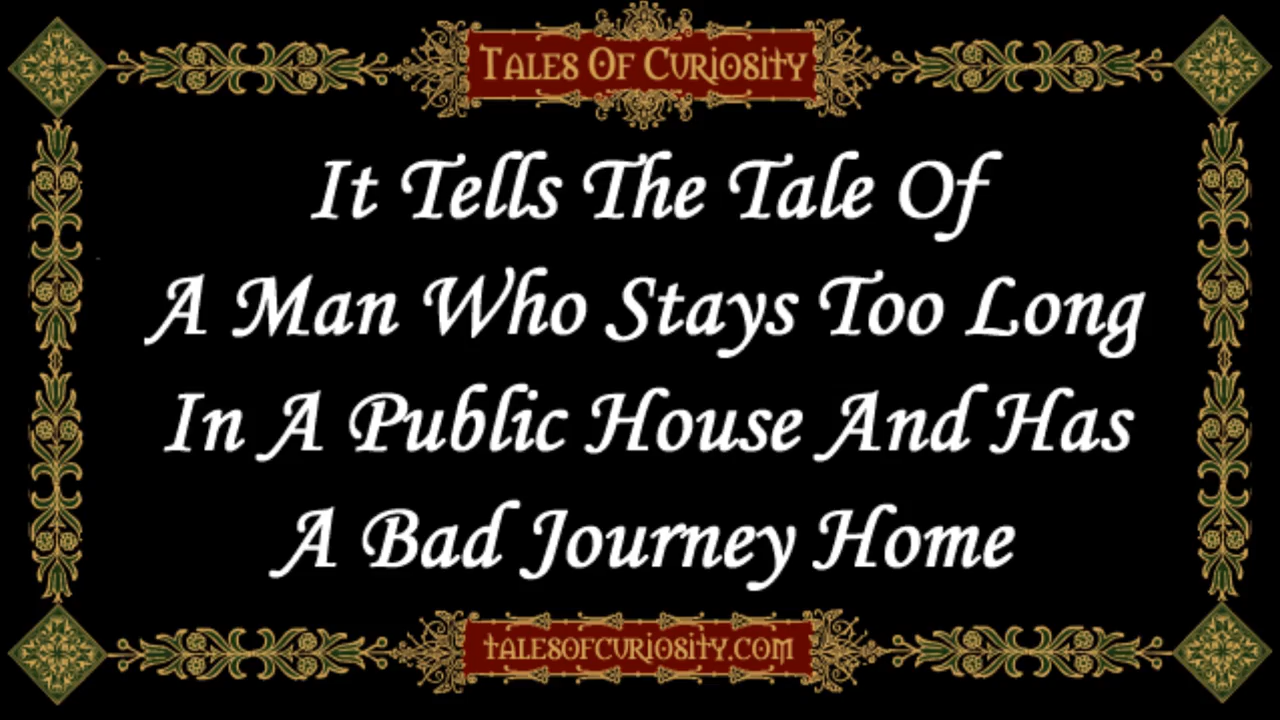 Tales Of Curiosity
It Tells The Tale Of
A Man Who Stays Too Long
In A Public House And Has
A Bad Journey Home
talesofcuriosity.com